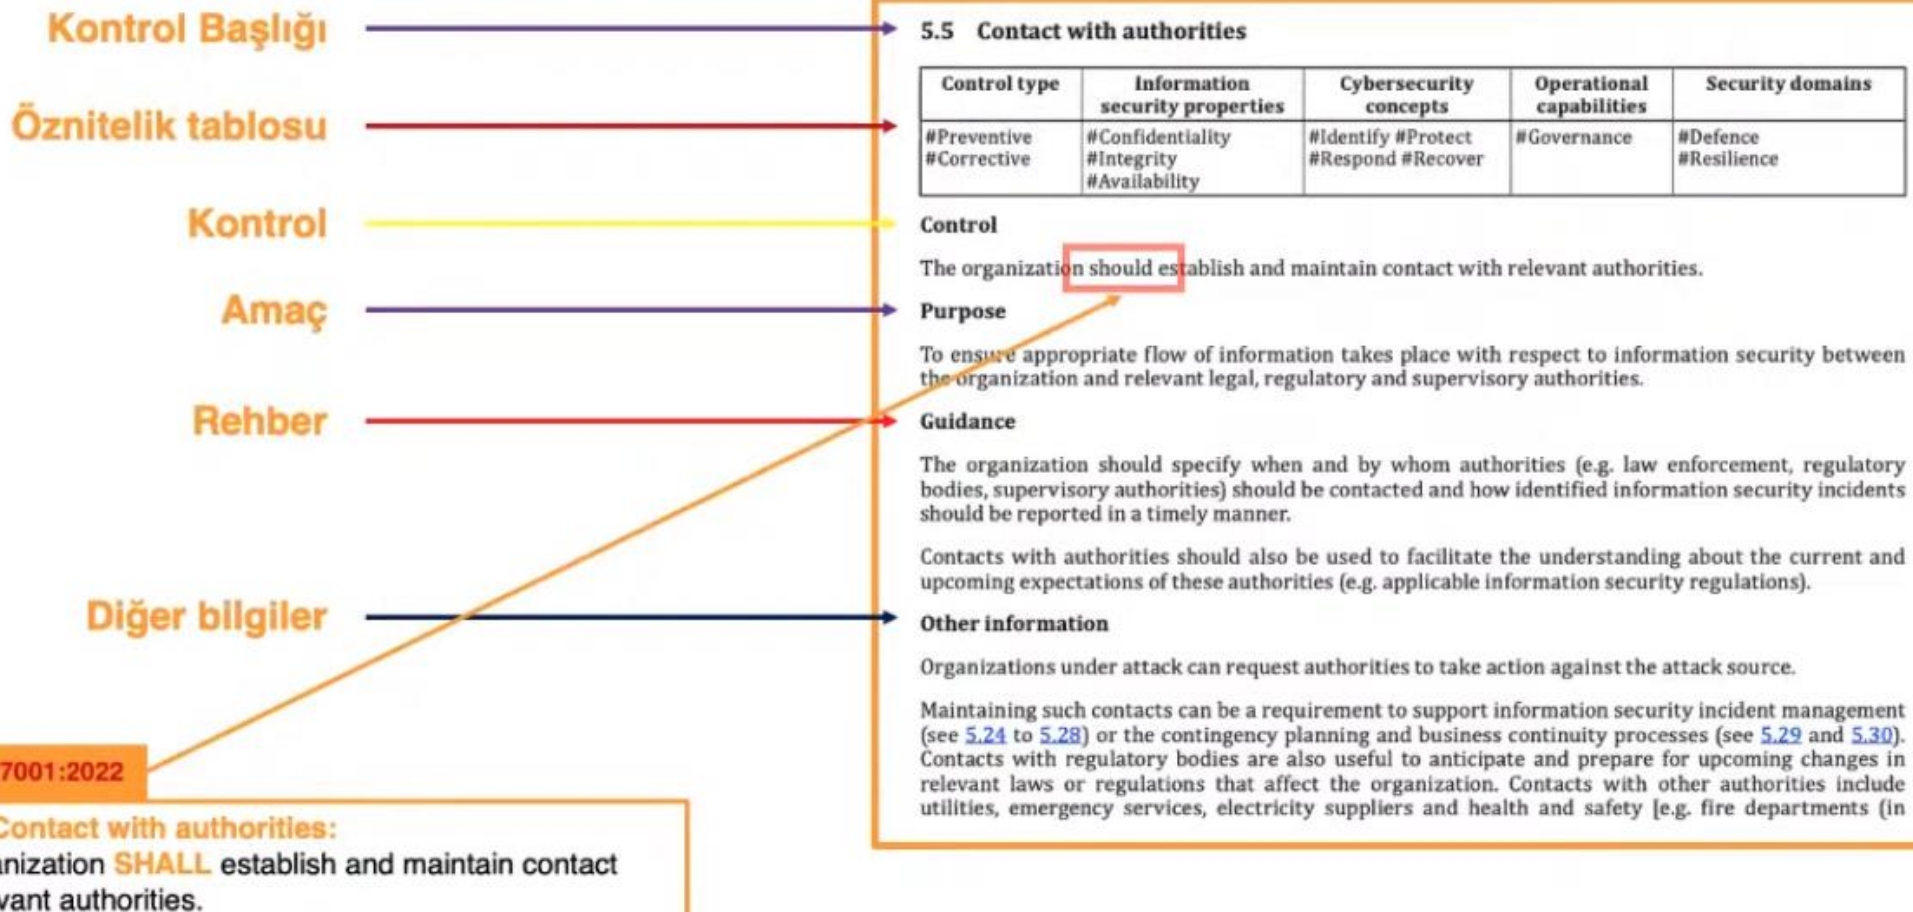 Kontrol Başlığı
Öznitelik tablosu
Kontrol
Amaç
Rehber
Diğer bilgiler
5.5 Contact with authorities
Control type | Information security properties | Cybersecurity concepts | Operational capabilities | Security domains
#Preventive #Corrective | #Confidentiality #Integrity #Availability | #Identify #Protect #Respond #Recover | #Governance | #Defence #Resilience
Control
The organization should establish and maintain contact with relevant authorities.
Purpose
To ensure appropriate flow of information takes place with respect to information security between
the organization and relevant legal, regulatory and supervisory authorities.
Guidance
The organization should specify when and by whom authorities (e.g. law enforcement, regulatory
bodies, supervisory authorities) should be contacted and how identified information security incidents
should be reported in a timely manner.
Contacts with authorities should also be used to facilitate the understanding about the current and
upcoming expectations of these authorities (e.g. applicable information security regulations).
Other information
Organizations under attack can request authorities to take action against the attack source.
Maintaining such contacts can be a requirement to support information security incident management
(see 5.24 to 5.28) or the contingency planning and business continuity processes (see 5.29 and 5.30).
Contacts with regulatory bodies are also useful to anticipate and prepare for upcoming changes in
relevant laws or regulations that affect the organization. Contacts with other authorities include
utilities, emergency services, electricity suppliers and health and safety [e.g. fire departments (in
7001:2022
Contact with authorities:
anization SHALL establish and maintain contact
vant authorities.